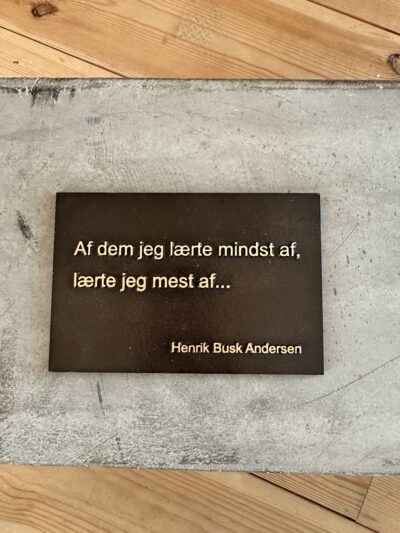 Af dem jeg lærte mindst af,
lærte jeg mest af...
Henrik Busk Andersen